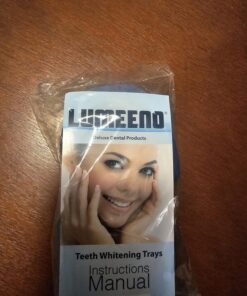 LUMEENO
Deluxe Dental Products
Teeth Whitening Trays
Instructions
Manual